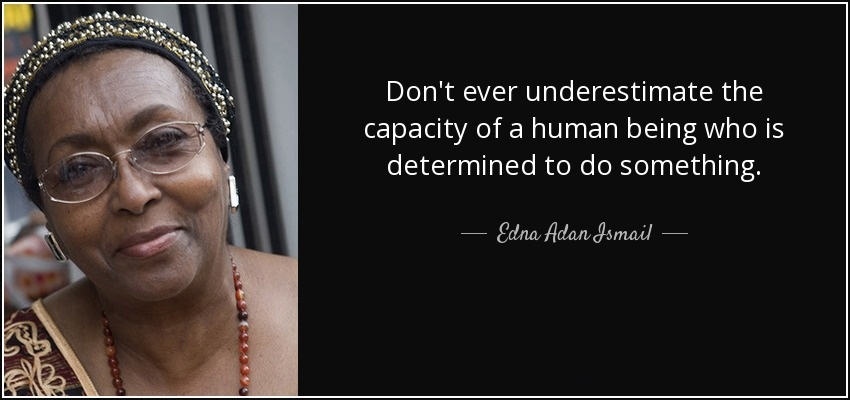 Don't ever underestimate the
capacity of a human being who is
determined to do something.
Edna Adan Ismail